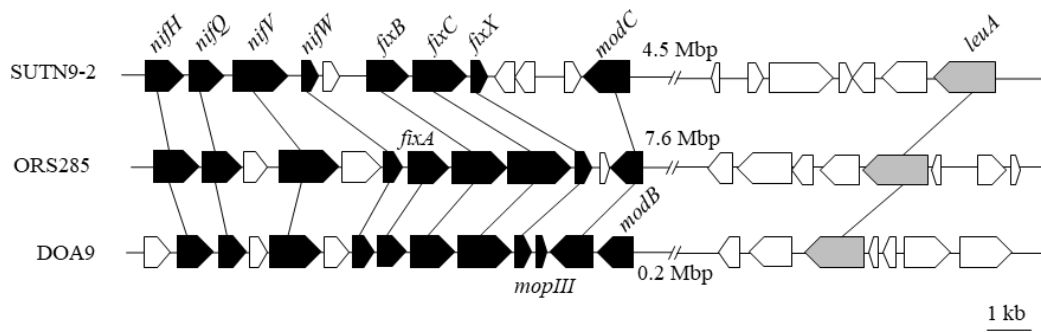 nifH nifQ nifV nifW fixB fixC fixX modC leuA
SUTN9-2 4.5 Mbp
fixA
ORS285 7.6 Mbp
modB
DOA9 0.2 Mbp
mopIII
1 kb